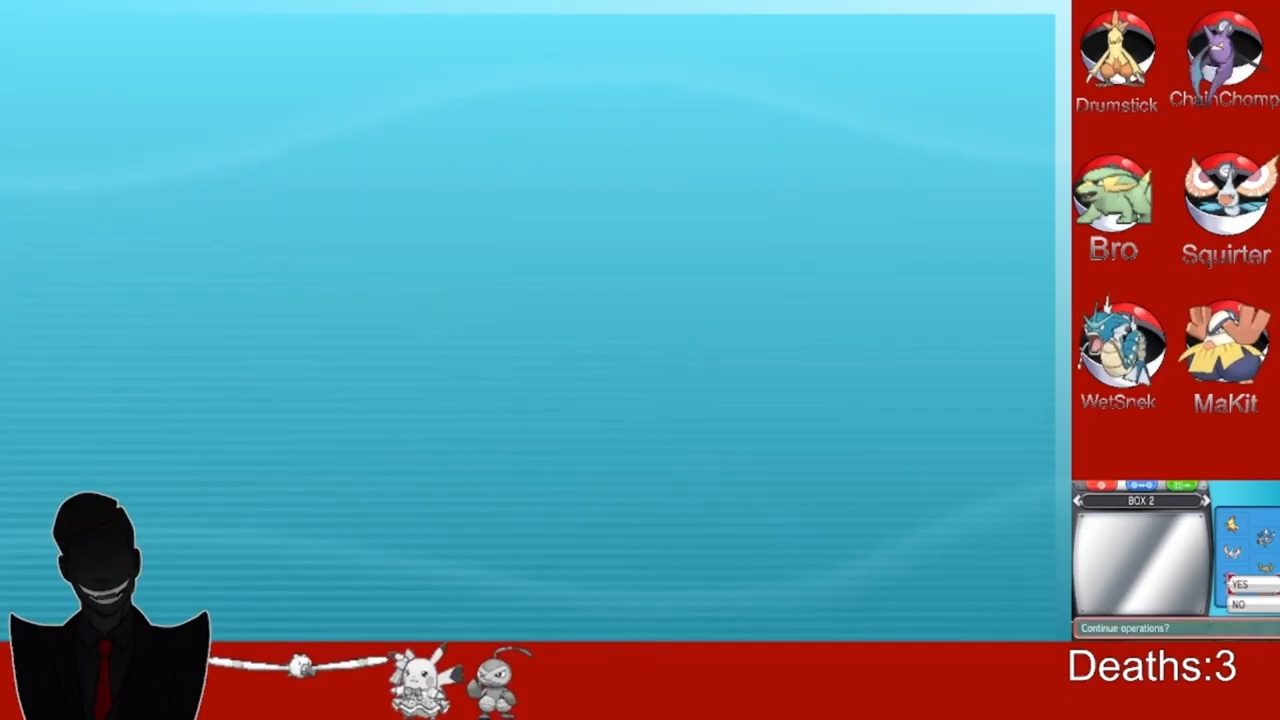 Drumstick
ChainChomp
Bro
Squirter
WetSnek
MaKit
BOX 2
YES
NO
Continue operations?
Deaths:3